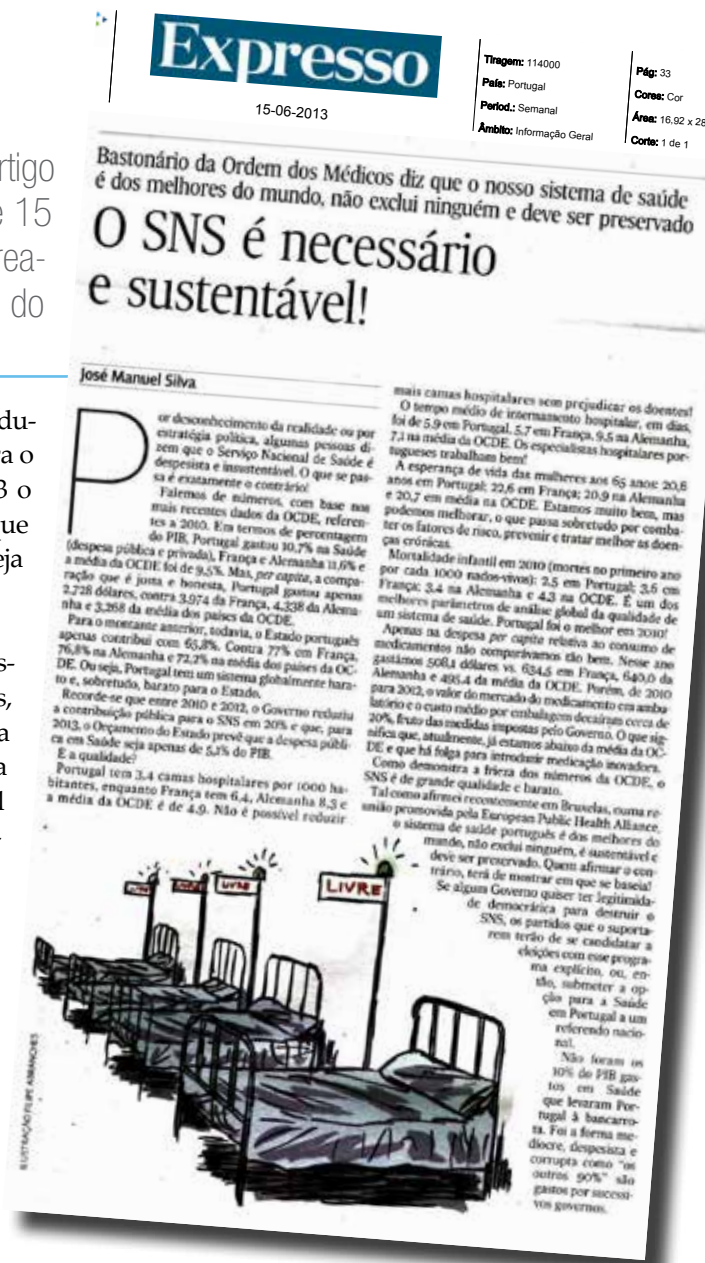 Expresso
15-06-2013
Tiragem: 114000
País: Portugal
Period.: Semanal
Âmbito: Informação Geral
Pág: 33
Cores: Cor
Área: 16.92 x 28
Corte: 1 de 1
rtigo
e 15
rea-
do
du-
ra o
3 o
ue
eja
s-
s,
a
a
l
Bastonário da Ordem dos Médicos diz que o nosso sistema de saúde
é dos melhores do mundo, não exclui ninguém e deve ser preservado
O SNS é necessário
e sustentável!
José Manuel Silva
Por desconhecimento da realidade ou por
estratégia política, algumas pessoas di-
zem que o Serviço Nacional de Saúde é
despesista e insustentável. O que se pas-
sa é exatamente o contrário!
Falemos de números, com base nos
mais recentes dados da OCDE, referen-
tes a 2010. Em termos de percentagem
do PIB, Portugal gastou 10,7% na Saúde
(despesa pública e privada), França e Alemanha 11,6% e
a média da OCDE foi de 9,5%. Mas, per capita, a compa-
ração que é justa e honesta, Portugal gastou apenas
2.728 dólares, contra 3.974 da França, 4.338 da Alema-
nha e 3.268 da média dos países da OCDE.
Para o montante anterior, todavia, o Estado português
apenas contribui com 65,8%. Contra 77% em França,
76,8% na Alemanha e 72,2% na média dos países da OC-
DE. Ou seja, Portugal tem um sistema globalmente bara-
to e, sobretudo, barato para o Estado.
Recorde-se que entre 2010 e 2012, o Governo reduziu
a contribuição pública para o SNS em 20% e que, para
2013, o Orçamento do Estado prevê que a despesa públi-
ca em Saúde seja apenas de 5,1% do PIB.
E a qualidade?
Portugal tem 3,4 camas hospitalares por 1000 ha-
bitantes, enquanto França tem 6,4, Alemanha 8,3 e
a média da OCDE é de 4,9. Não é possível reduzir
mais camas hospitalares sem prejudicar os doentes!
O tempo médio de internamento hospitalar, em dias,
foi de 5,9 em Portugal, 5,7 em França, 9,5 na Alemanha,
7,1 na média da OCDE. Os especialistas hospitalares por-
tugueses trabalham bem!
A esperança de vida das mulheres aos 65 anos: 20,6
anos em Portugal; 22,6 em França; 20,9 na Alemanha
e 20,7 em média na OCDE. Estamos muito bem, mas
podemos melhorar, o que passa sobretudo por comba-
ter os fatores de risco, prevenir e tratar melhor as doen-
ças crónicas.
Mortalidade infantil em 2010 (mortes no primeiro ano
por cada 1000 nados-vivos): 2,5 em Portugal; 3,6 em
França; 3,4 na Alemanha e 4,3 na OCDE. É um dos
melhores parâmetros de análise global da qualidade de
um sistema de saúde. Portugal foi o melhor em 2010!
Apenas na despesa per capita relativa ao consumo de
medicamentos não comparávamos tão bem. Nesse ano
gastámos 508,1 dólares vs. 634,5 em França, 640,0 da
Alemanha e 495,4 da média da OCDE. Porém, de 2010
para 2012, o valor do mercado do medicamento em ambu-
latório e o custo médio por embalagem decaíram cerca de
20%, fruto das medidas impostas pelo Governo. O que sig-
nifica que, atualmente, já estamos abaixo da média da OC-
DE e que há folga para introduzir medicação inovadora.
Como demonstra a frieza dos números da OCDE, o
SNS é de grande qualidade e barato.
Tal como afirmei recentemente em Bruxelas, numa re-
união promovida pela European Public Health Alliance,
o sistema de saúde português é dos melhores do
mundo, não exclui ninguém, é sustentável e
deve ser preservado. Quem afirmar o con-
trário, terá de mostrar em que se baseia!
Se algum Governo quiser ter legitimida-
de democrática para destruir o
SNS, os partidos que o suporta-
rem terão de se candidatar a
eleições com esse progra-
ma explícito, ou, en-
tão, submeter a op-
ção para a Saúde
em Portugal a um
referendo nacio-
nal.
Não foram os
10% do PIB gas-
tos em Saúde
que levaram Por-
tugal à bancarro-
ta. Foi a forma me-
díocre, despesista e
corrupta como "os
outros 90%" são
gastos por sucessi-
vos governos.
LIVRE
LIVRE
LIVRE
ILUSTRAÇÃO FILIPE ABRANCHES